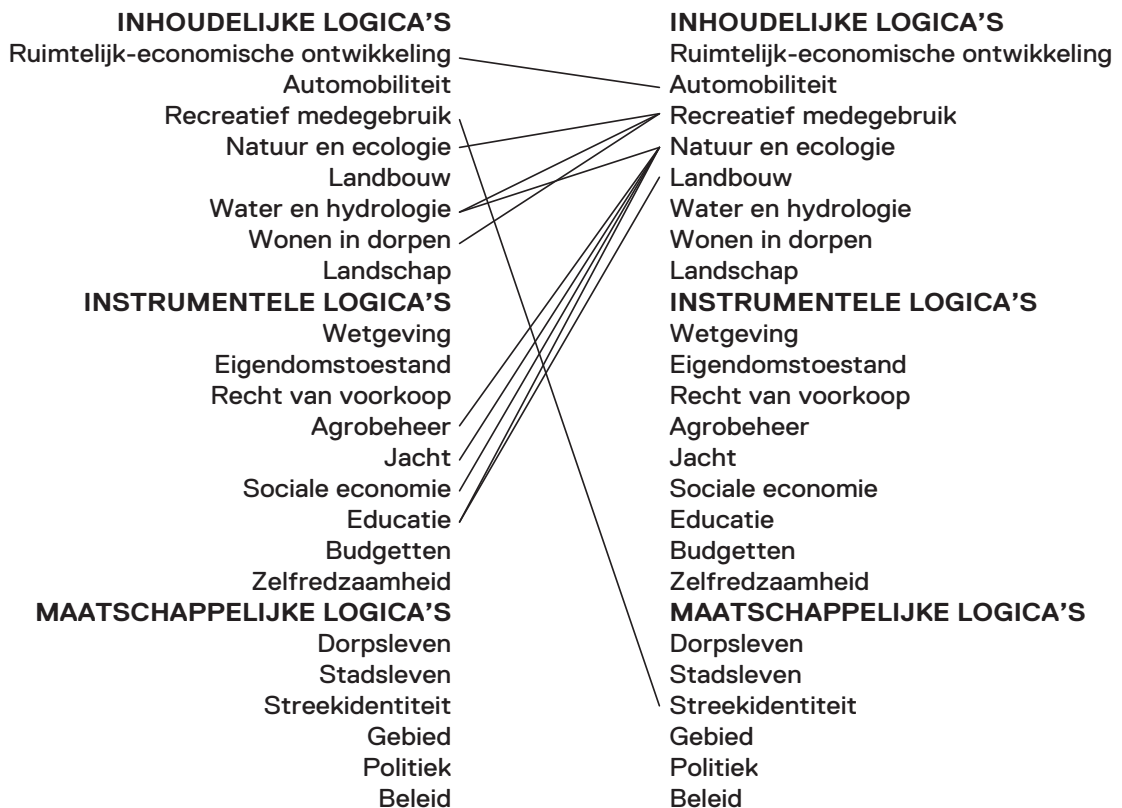 INHOUDELIJKE LOGICA’S
Ruimtelijk-economische ontwikkeling
Automobiliteit
Recreatief medegebruik
Natuur en ecologie
Landbouw
Water en hydrologie
Wonen in dorpen
Landschap
INSTRUMENTELE LOGICA’S
Wetgeving
Eigendomstoestand
Recht van voorkoop
Agrobeheer
Jacht
Sociale economie
Educatie
Budgetten
Zelfredzaamheid
MAATSCHAPPELIJKE LOGICA’S
Dorpsleven
Stadsleven
Streekidentiteit
Gebied
Politiek
Beleid
INHOUDELIJKE LOGICA’S
Ruimtelijk-economische ontwikkeling
Automobiliteit
Recreatief medegebruik
Natuur en ecologie
Landbouw
Water en hydrologie
Wonen in dorpen
Landschap
INSTRUMENTELE LOGICA’S
Wetgeving
Eigendomstoestand
Recht van voorkoop
Agrobeheer
Jacht
Sociale economie
Educatie
Budgetten
Zelfredzaamheid
MAATSCHAPPELIJKE LOGICA’S
Dorpsleven
Stadsleven
Streekidentiteit
Gebied
Politiek
Beleid